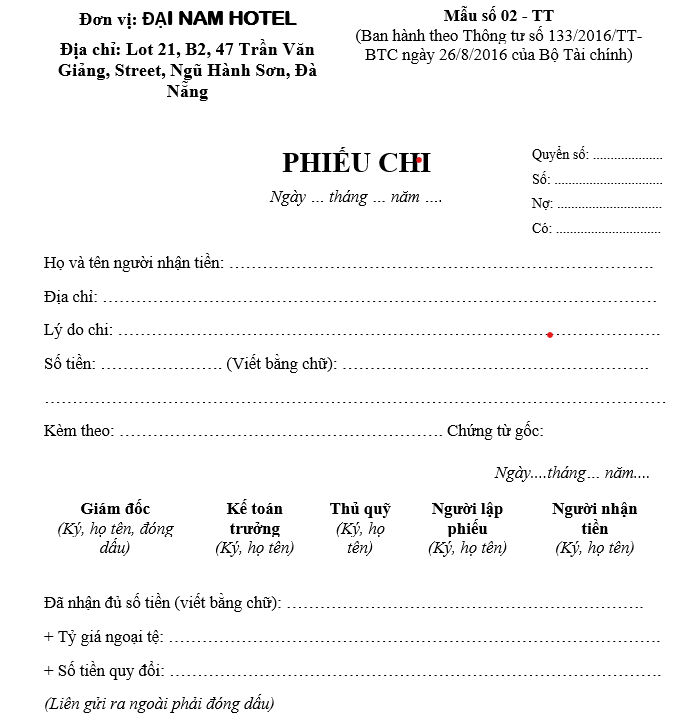 Đơn vị: ĐẠI NAM HOTEL
Địa chỉ: Lot 21, B2, 47 Trần Văn
Giảng, Street, Ngũ Hành Sơn, Đà
Nẵng
Mẫu số 02 - TT
(Ban hành theo Thông tư số 133/2016/TT-
BTC ngày 26/8/2016 của Bộ Tài chính)
PHIẾU CHI
Ngày ... tháng ... năm ....
Quyển số: ....................
Số: ...............................
Nợ: ..............................
Có: ..............................
Họ và tên người nhận tiền: ……………………………………………………………………….
Địa chỉ: ……………………………………………………………………………………………
Lý do chi: …………………………………………………………………………………………
Số tiền: …………………. (Viết bằng chữ): ………………………………………………….
……………………………………………………………………………………………………
Kèm theo: ……………………………………………………. Chứng từ gốc:
Ngày....tháng... năm....
Giám đốc
(Ký, họ tên, đóng
dấu)
Kế toán
trưởng
(Ký, họ tên)
Thủ quỹ
(Ký, họ
tên)
Người lập
phiếu
(Ký, họ tên)
Người nhận
tiền
(Ký, họ tên)
Đã nhận đủ số tiền (viết bằng chữ): …………………………………………………………
+ Tỷ giá ngoại tệ: …………………………………………………………………………………
+ Số tiền quy đổi: …………………………………………………………………………………
(Liên gửi ra ngoài phải đóng dấu)